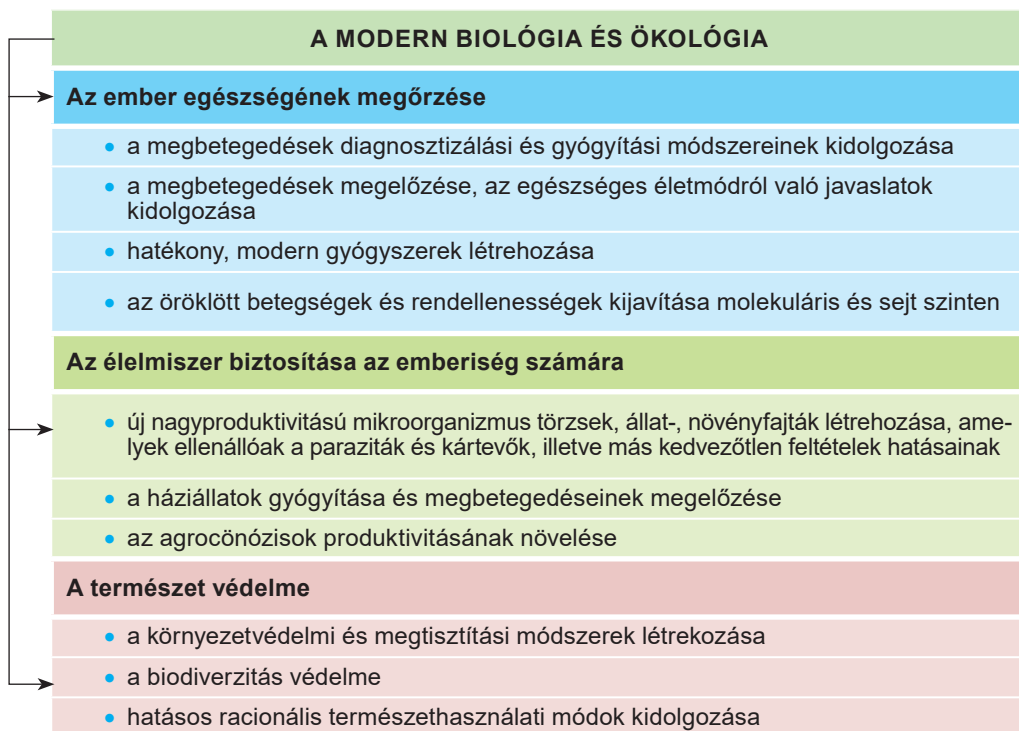 A MODERN BIOLÓGIA ÉS ÖKOLÓGIA
Az ember egészségének megőrzése
• a megbetegedések diagnosztizálási és gyógyítási módszereinek kidolgozása
• a megbetegedések megelőzése, az egészséges életmódról való javaslatok
kidolgozása
• hatékony, modern gyógyszerek létrehozása
• az öröklött betegségek és rendellenességek kijavítása molekuláris és sejt szinten
Az élelmiszer biztosítása az emberiség számára
• új nagyproduktivitású mikroorganizmus törzsek, állat-, növényfajták létrehozása, ame-
lyek ellenállóak a paraziták és kártevők, illetve más kedvezőtlen feltételek hatásainak
• a háziállatok gyógyítása és megbetegedéseinek megelőzése
• az agrocönózisok produktivitásának növelése
A természet védelme
• a környezetvédelmi és megtisztítási módszerek létrekozása
• a biodiverzitás védelme
• hatásos racionális természethasználati módok kidolgozása